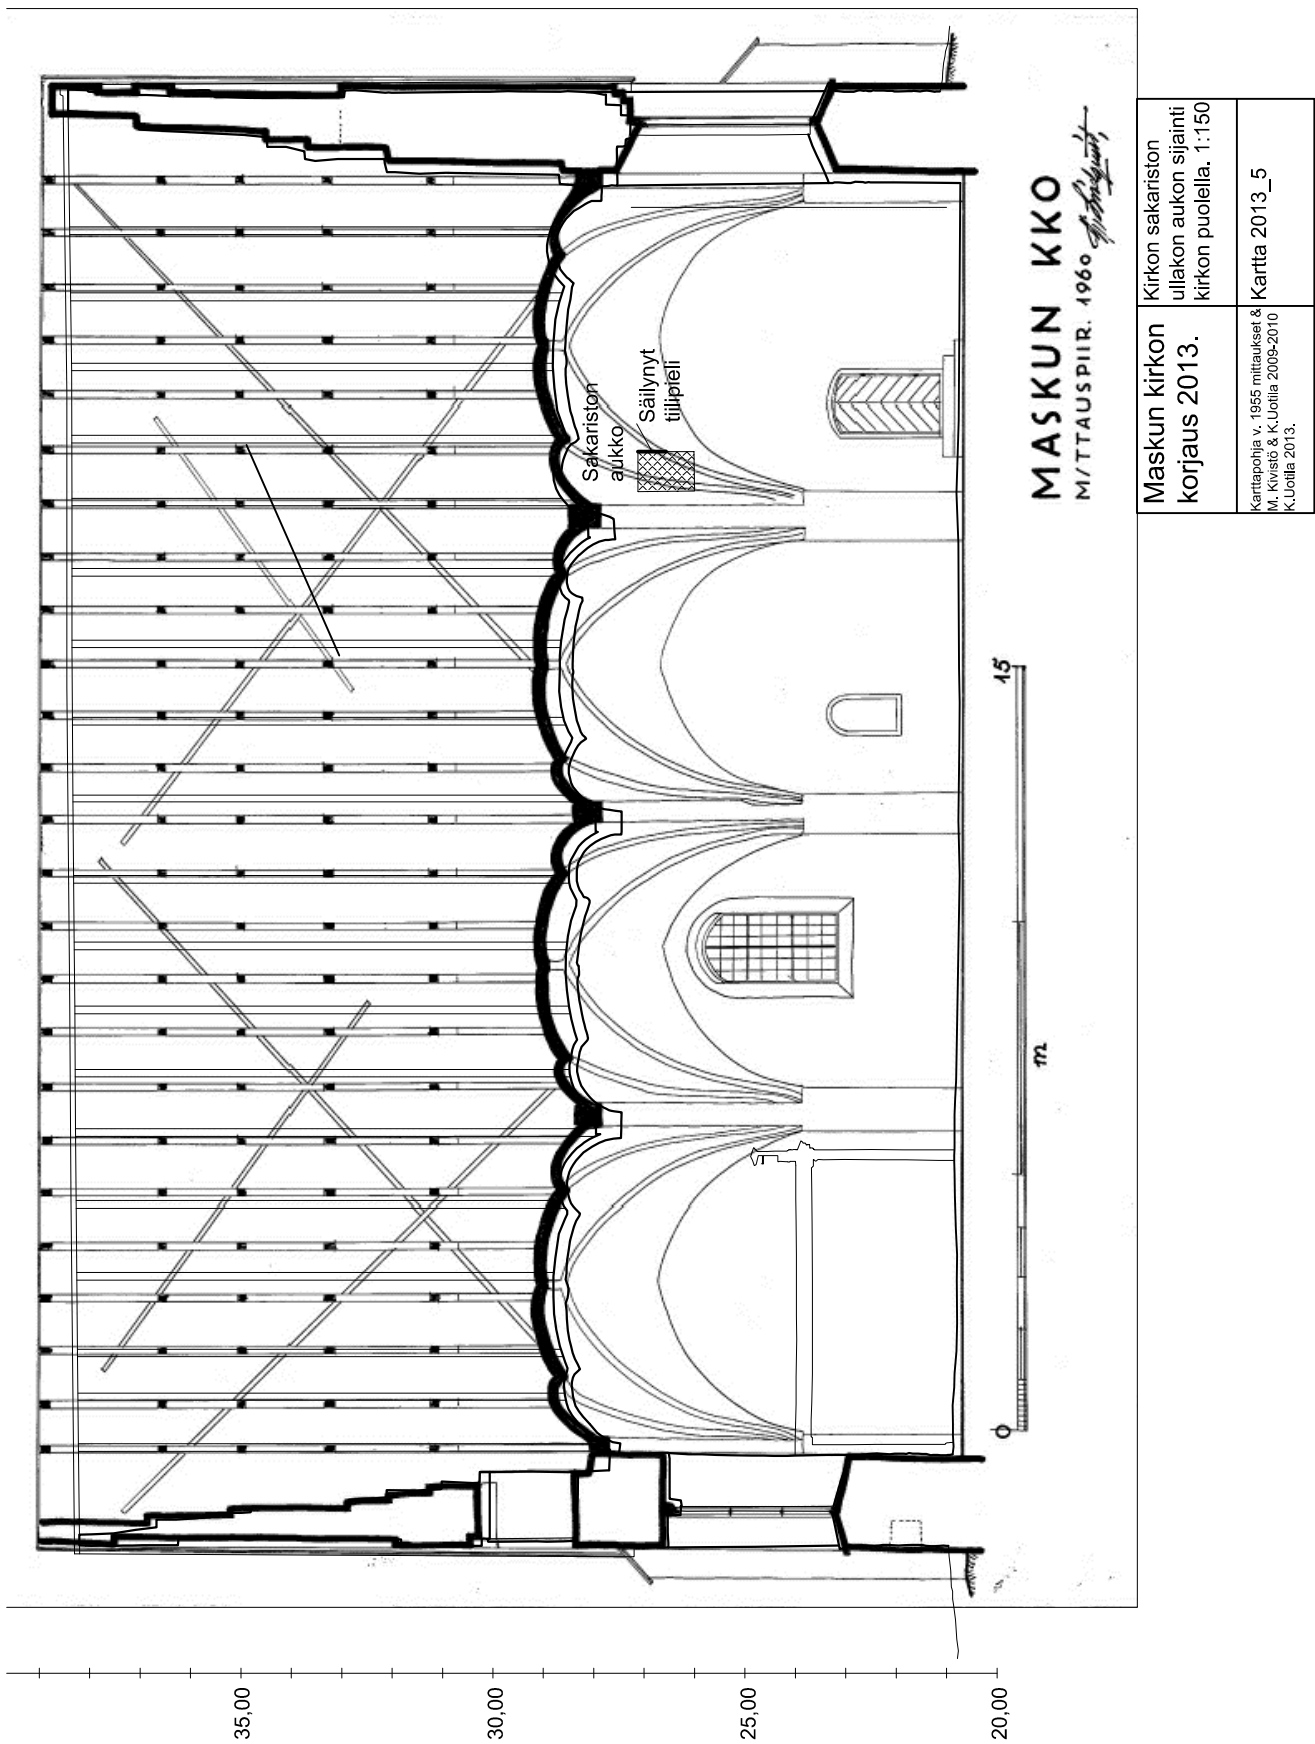 Sakariston
aukko
Säilynyt
tiilipieli
MASKUN KKO
MITTAUSPIIR. 1960
15
m
0
Maskun kirkon
korjaus 2013.
Kirkon sakariston
ullakon aukon sijainti
kirkon puolella. 1:150
Karttapohja v. 1955 mittaukset &
M. Kivistö & K.Uotila 2009-2010
K.Uotila 2013.
Kartta 2013_5
35,00
30,00
25,00
20,00